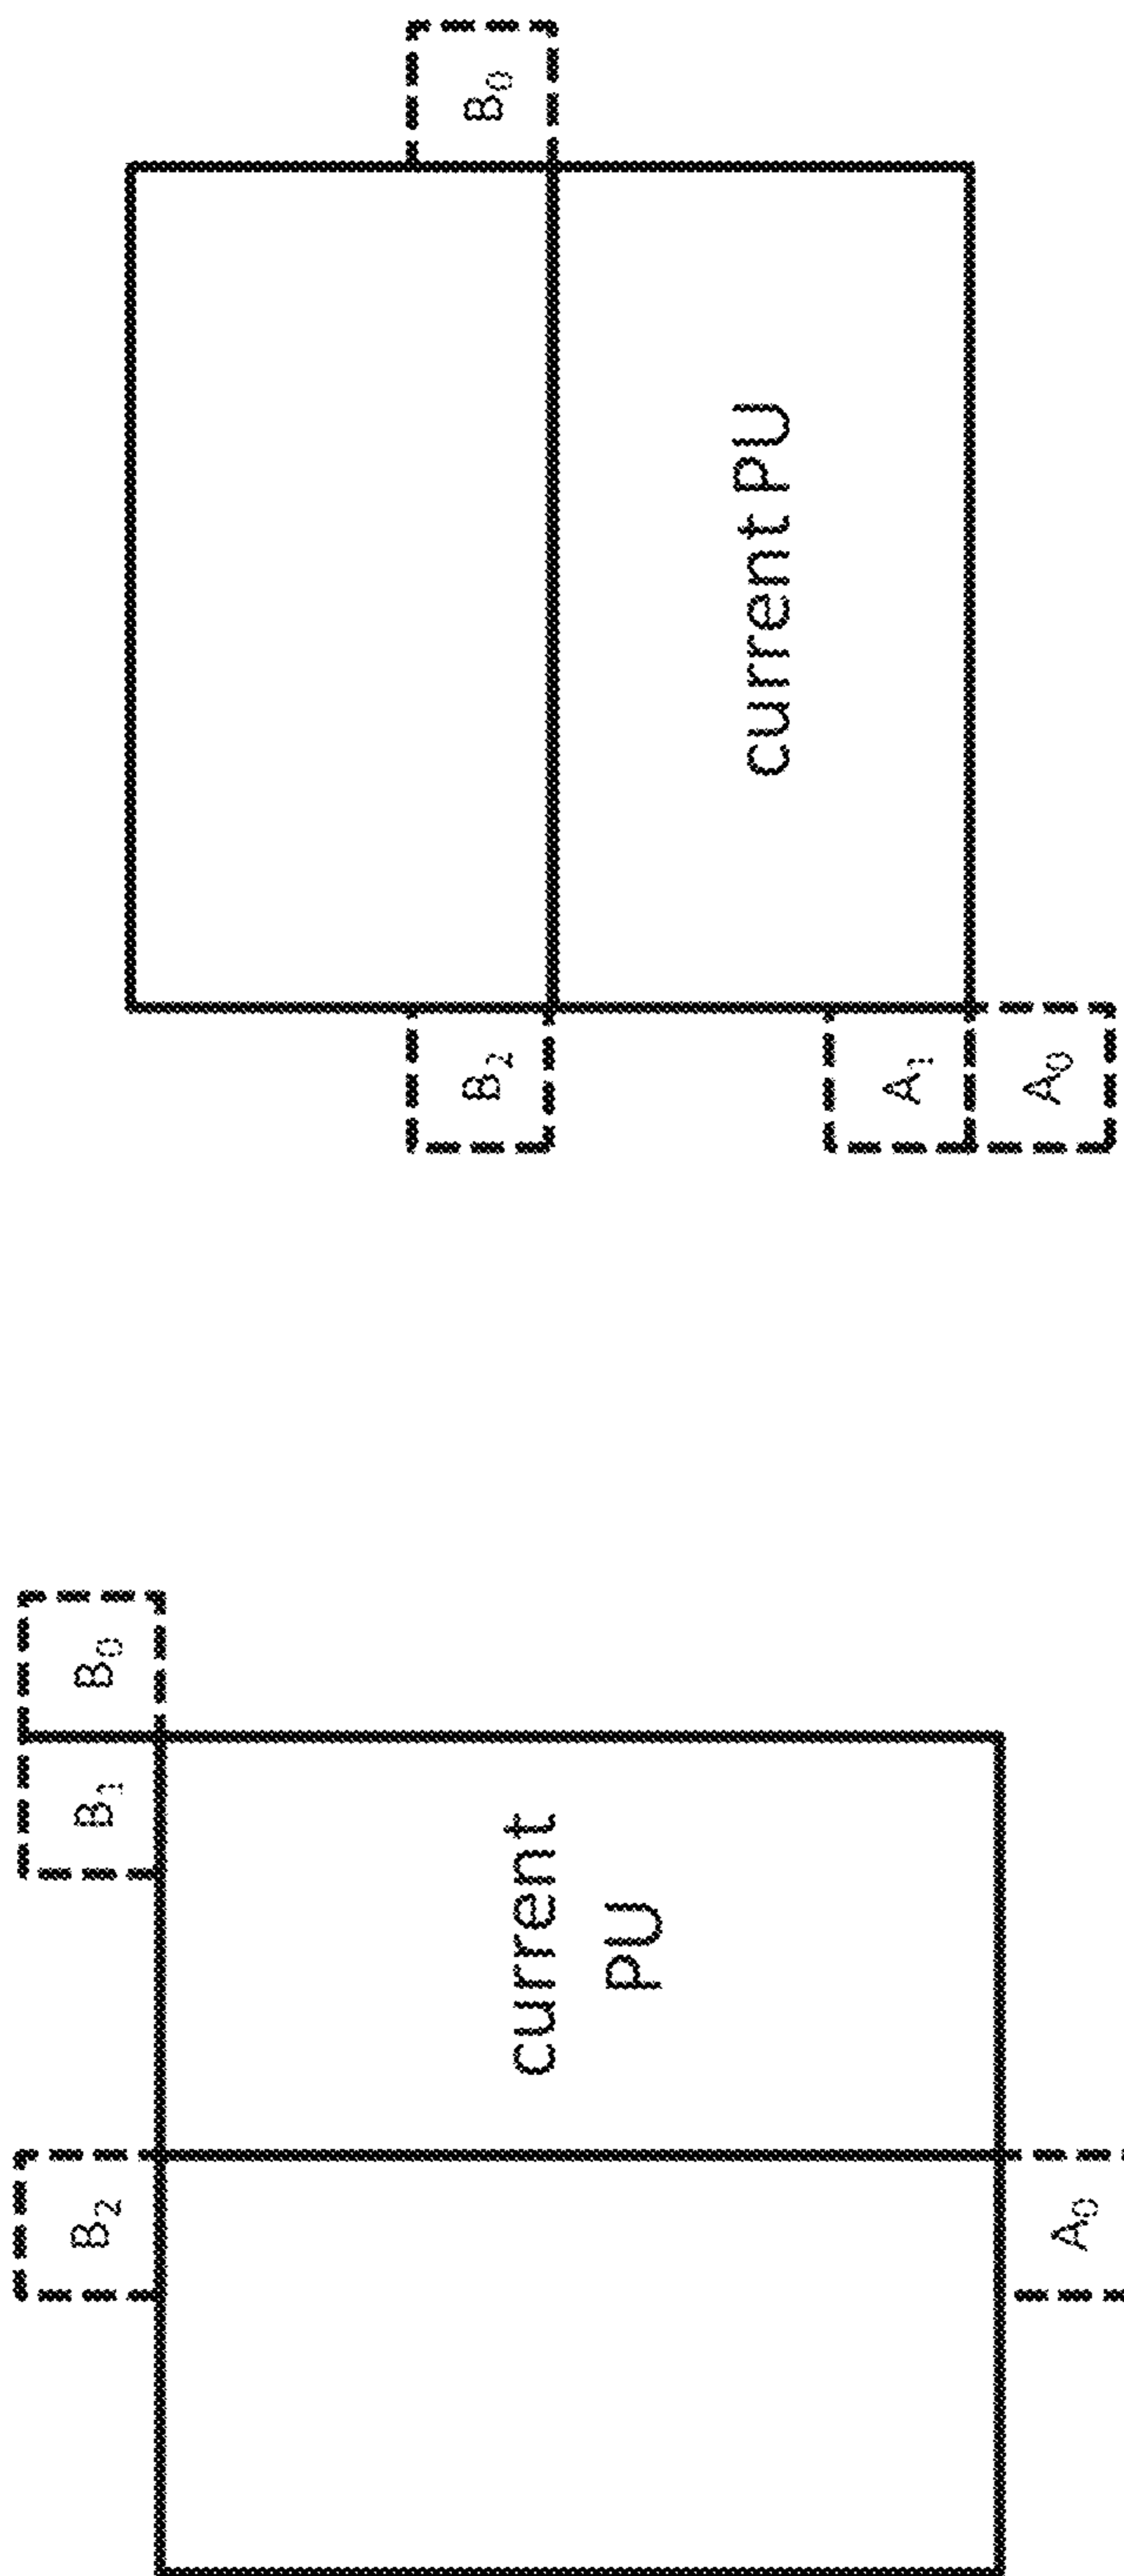 B₂
B₁
B₀
current
PU
A₀
B₂
B₀
current PU
A₁
A₀